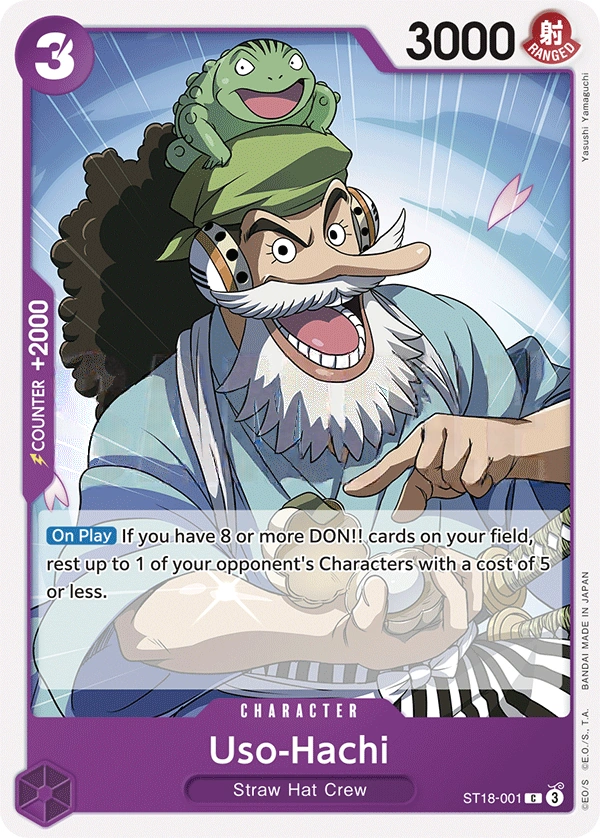 3
3000
射
RANGED
Yasushi Yamaguchi
COUNTER +2000
On Play If you have 8 or more DON!! cards on your field,
rest up to 1 of your opponent's Characters with a cost of 5
or less.
CHARACTER
Uso-Hachi
Straw Hat Crew
ST18-001 C 3
©EO/S ©E.O./S., T.A. BANDAI MADE IN JAPAN